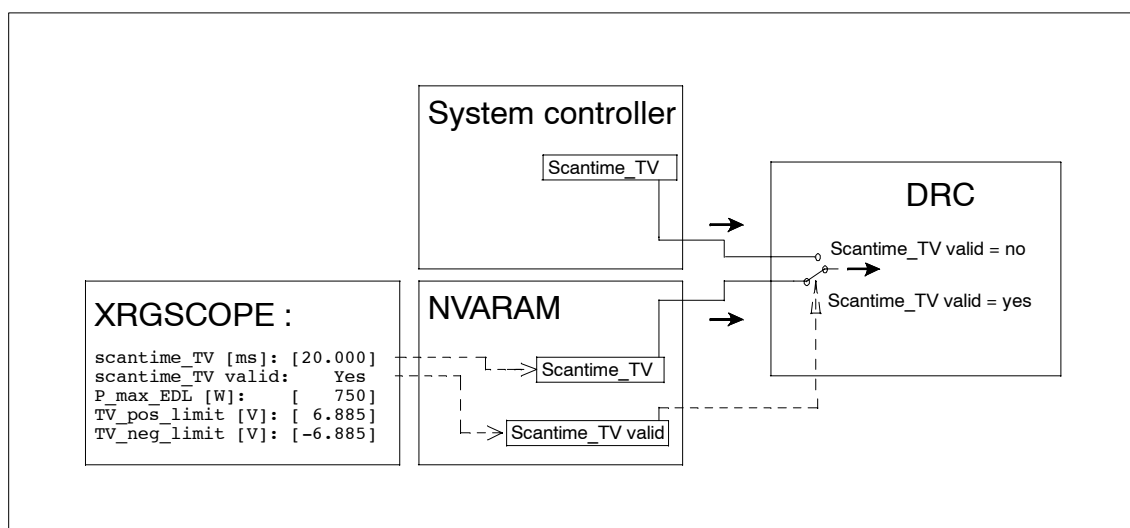 System controller
Scantime_TV
DRC
Scantime_TV valid = no
Scantime_TV valid = yes
XRGSCOPE :
scantime_TV [ms]: [20.000]
scantime_TV valid: Yes
P_max_EDL [W]: [ 750]
TV_pos_limit [V]: [ 6.885]
TV_neg_limit [V]: [-6.885]
NVARAM
Scantime_TV
Scantime_TV valid